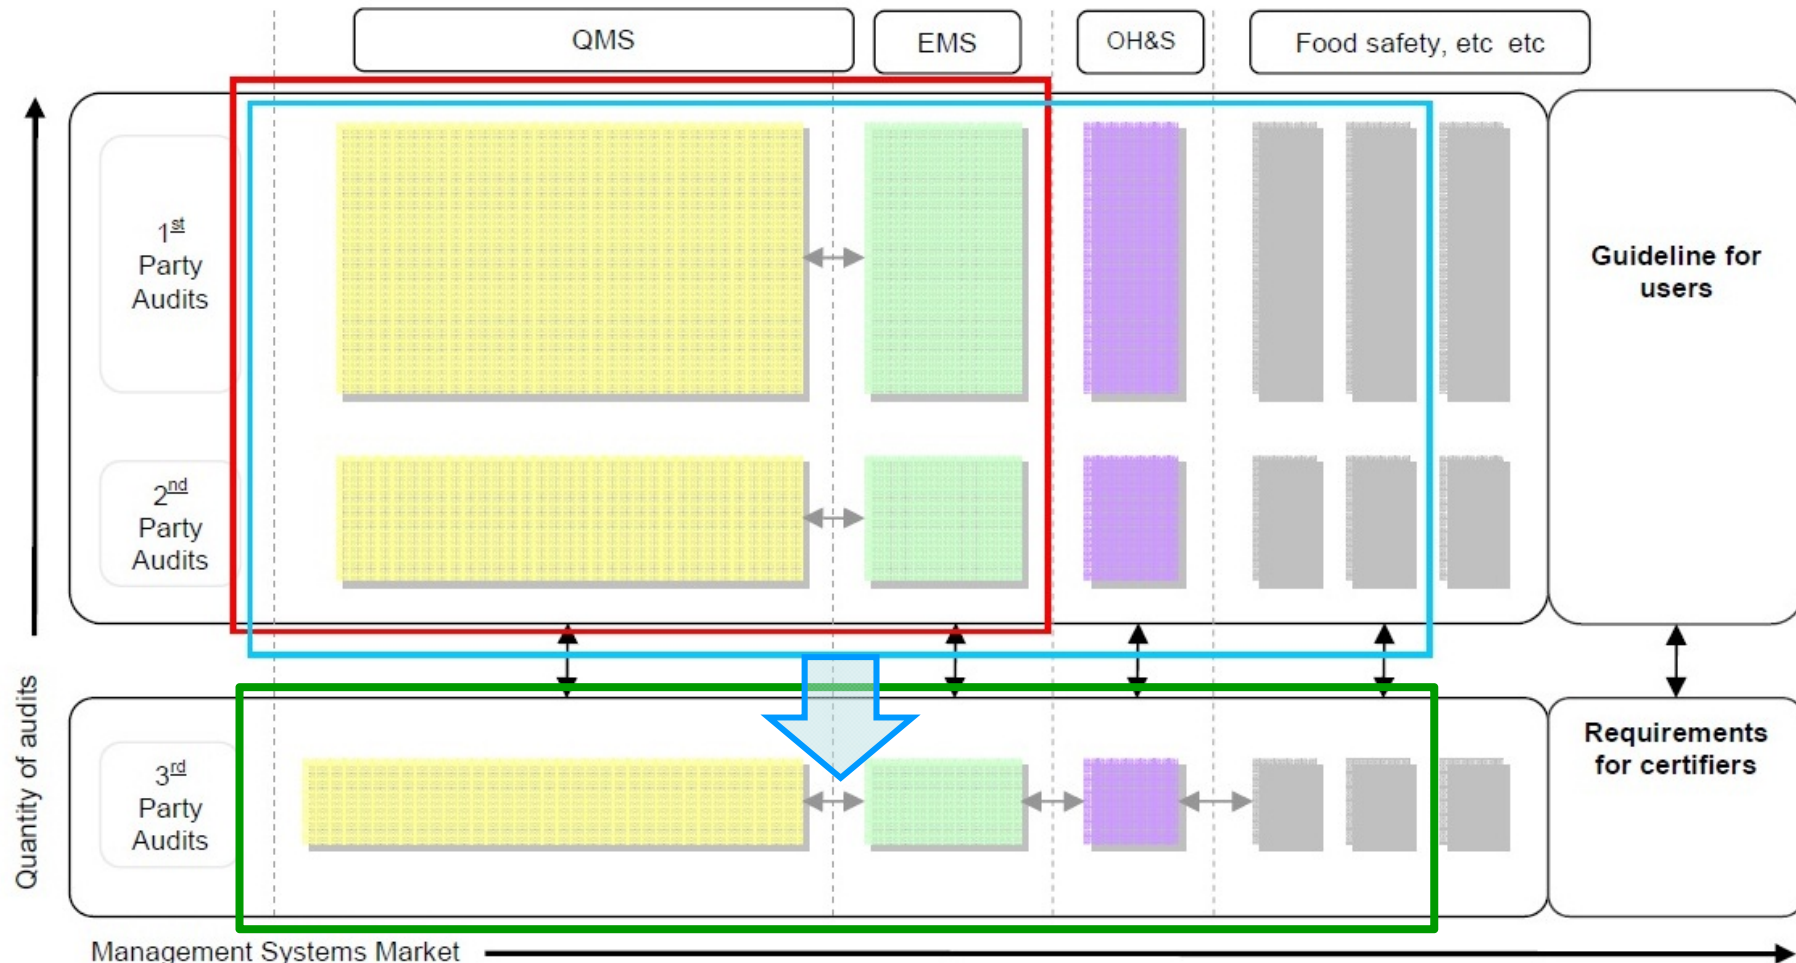 QMS
EMS
OH&S
Food safety, etc etc
1st
Party
Audits
Guideline for
users
2nd
Party
Audits
Quantity of audits
3rd
Party
Audits
Requirements
for certifiers
Management Systems Market